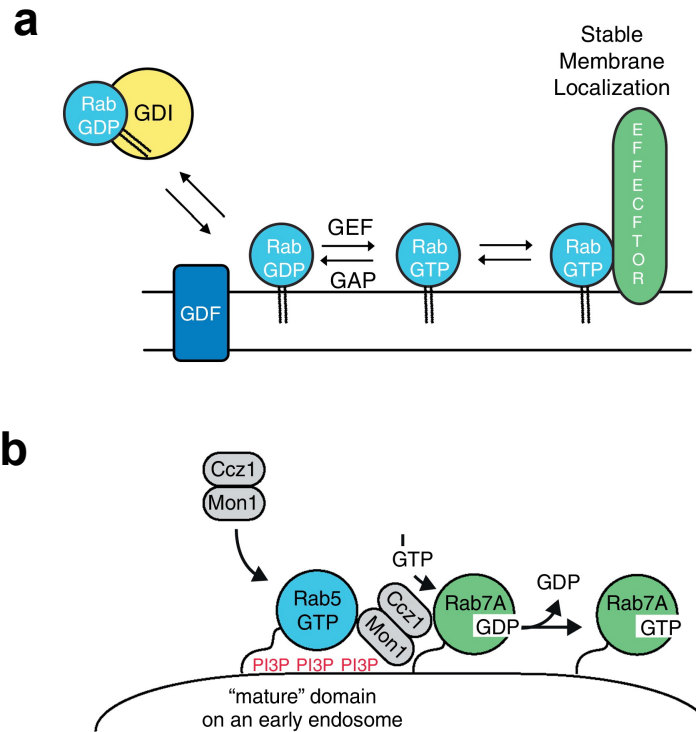 a
Stable
Membrane
Localization
Rab
GDP
GDI
EFFECFTOR
GEF
Rab
GDP
Rab
GTP
Rab
GTP
GAP
GDF
b
Ccz1
Mon1
GTP
GDP
Rab5
GTP
Ccz1
Mon1
Rab7A
GDP
Rab7A
GTP
PI3P PI3P PI3P
“mature” domain
on an early endosome